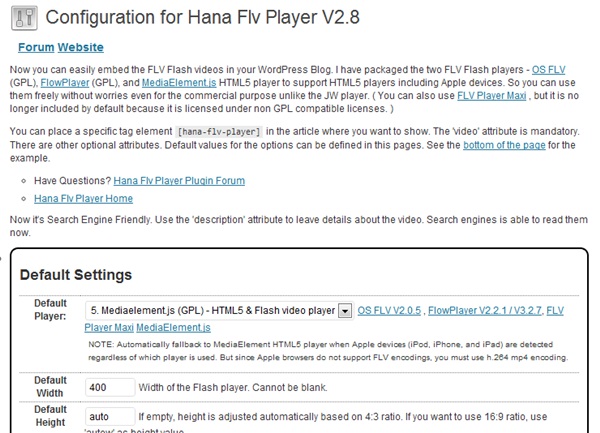 Configuration for Hana Flv Player V2.8
Forum Website
Now you can easily embed the FLV Flash videos in your WordPress Blog. I have packaged the two FLV Flash players - OS FLV
(GPL), FlowPlayer (GPL), and MediaElement.js HTML5 player to support HTML5 players including Apple devices. So you can use
them freely without worries even for the commercial purpose unlike the JW player. ( You can also use FLV Player Maxi , but it is no
longer included by default because it is licensed under non GPL compatible licenses. )
You can place a specific tag element [hana-flv-player] in the article where you want to show. The 'video' attribute is mandatory.
There are other optional attributes. Default values for the options can be defined in this pages. See the bottom of the page for the
example.
Have Questions? Hana Flv Player Plugin Forum
Hana Flv Player Home
Now it's Search Engine Friendly. Use the 'description' attribute to leave details about the video. Search engines is able to read them
now.
Default Settings
Default
Player:
5. Mediaelement.js (GPL) - HTML5 & Flash video player OS FLV V2.0.5 , FlowPlayer V2.2.1 / V3.2.7, FLV
Player Maxi MediaElement.js
NOTE: Automatically fallback to MediaElement HTML5 player when Apple devices (iPod, iPhone, and iPad) are detected
regardless of which player is used. But since Apple browsers do not support FLV encodings, you must use h.264 mp4 encoding.
Default
Width
400 Width of the Flash player. Cannot be blank.
Default
Height
auto If empty, height is adjusted automatically based on 4:3 ratio. If you want to use 16:9 ratio, use
'autow' as height value.